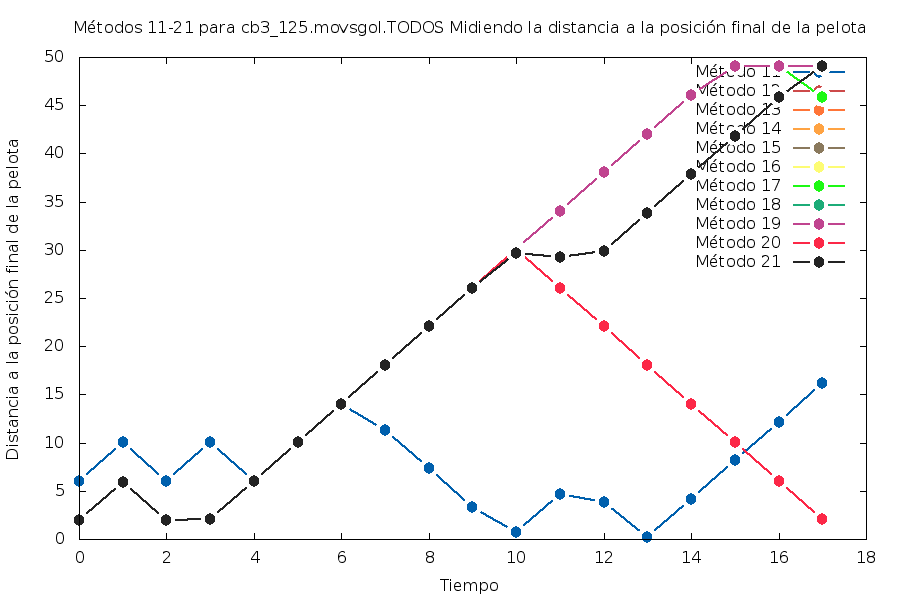 Métodos 11-21 para cb3_125.movsgol.TODOS Midiendo la distancia a la posición final de la pelota
Distancia a la posición final de la pelota
50
45
40
35
30
25
20
15
10
5
0
0 2 4 6 8 10 12 14 16 18
Tiempo
Método 11
Método 12
Método 13
Método 14
Método 15
Método 16
Método 17
Método 18
Método 19
Método 20
Método 21